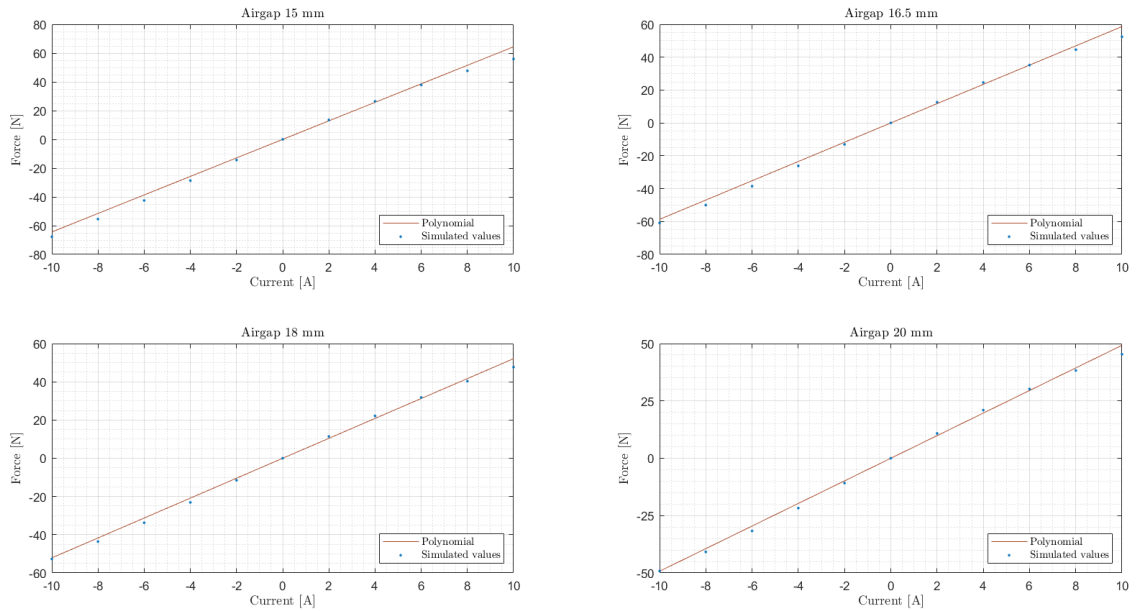 Airgap 15 mm
80
60
40
20
0
-20
-40
-60
-80
Force [N]
-10 -8 -6 -4 -2 0 2 4 6 8 10
Current [A]
Polynomial
Simulated values
Airgap 16.5 mm
60
40
20
0
-20
-40
-60
-80
Force [N]
-10 -8 -6 -4 -2 0 2 4 6 8 10
Current [A]
Polynomial
Simulated values
Airgap 18 mm
60
40
20
0
-20
-40
-60
Force [N]
-10 -8 -6 -4 -2 0 2 4 6 8 10
Current [A]
Polynomial
Simulated values
Airgap 20 mm
50
25
0
-25
-50
Force [N]
-10 -8 -6 -4 -2 0 2 4 6 8 10
Current [A]
Polynomial
Simulated values